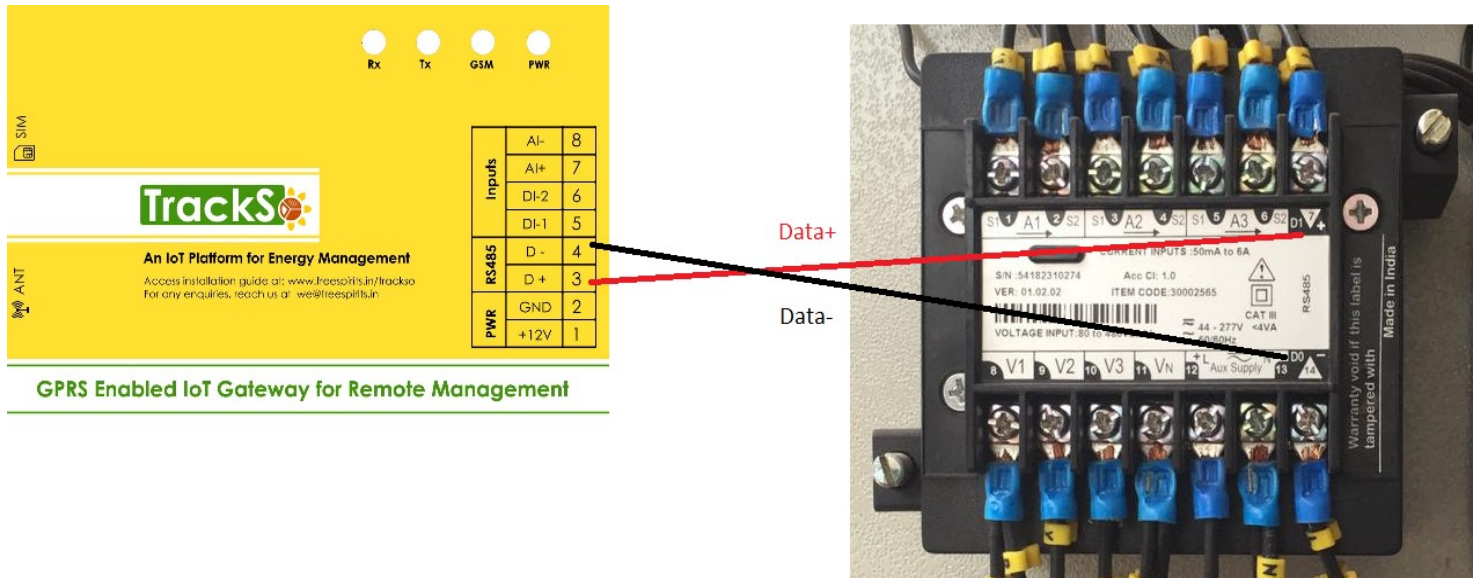 Rx Tx GSM PWR
SIM
ANT
TrackSo
An IoT Platform for Energy Management
Access installation guide at: www.freespirits.in/trackso
For any enquiries, reach us at we@freespirits.in
Inputs
AI- 8
AI+ 7
DI-2 6
DI-1 5
RS485
D - 4
D + 3
PWR
GND 2
+12V 1
GPRS Enabled IoT Gateway for Remote Management
Data+
Data-
S1 1 A1 2 S2 S1 3 A2 4 S2 S1 5 A3 6 S2 D1 7 +
CURRENT INPUTS :50mA to 6A
S/N :54182310274 Acc Cl: 1.0
VER: 01.02.02 ITEM CODE:30002565
CAT III
<4VA
VOLTAGE INPUT:80 to
44 - 277V
50/60Hz
RS485
8 V1 9 V2 10 V3 11 VN 12 + L Aux Supply N 13 D0 14 -
Warranty void if this label is
tampered with
Made in India